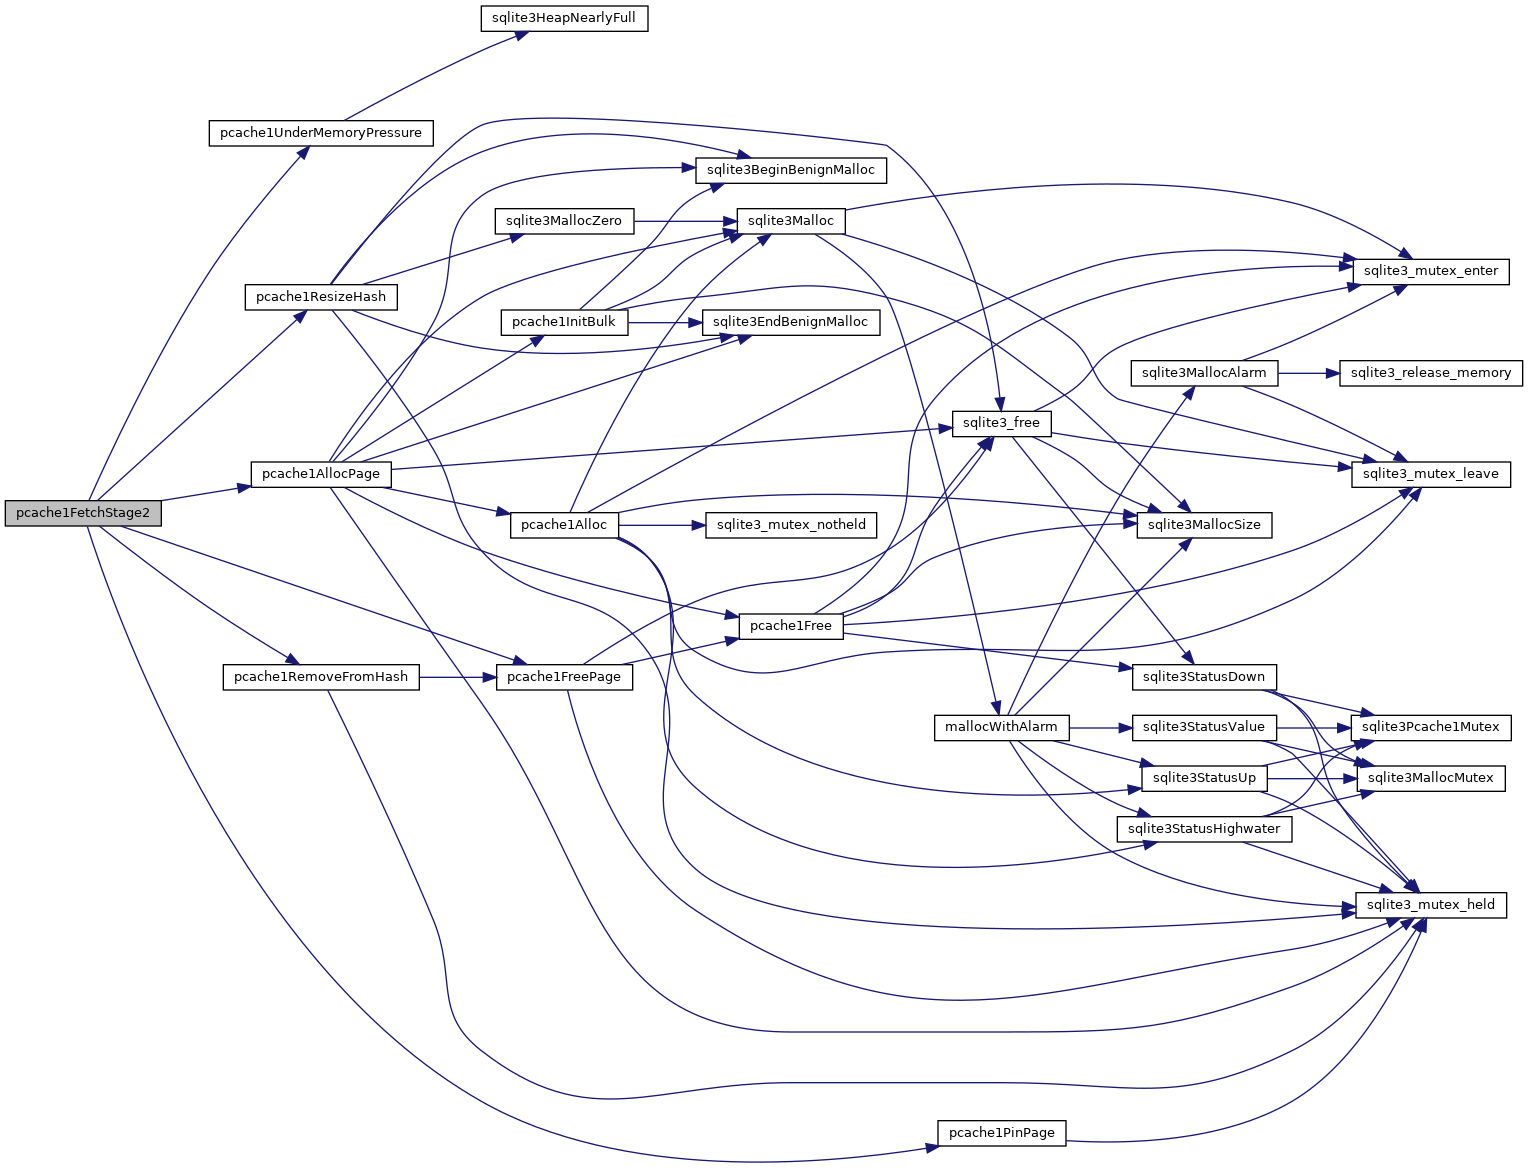 sqlite3HeapNearlyFull
pcache1UnderMemoryPressure
sqlite3BeginBenignMalloc
sqlite3MallocZero
sqlite3Malloc
sqlite3_mutex_enter
pcache1ResizeHash
pcache1InitBulk
sqlite3EndBenignMalloc
sqlite3MallocAlarm
sqlite3_release_memory
sqlite3_free
pcache1AllocPage
sqlite3_mutex_leave
pcache1FetchStage2
pcache1Alloc
sqlite3_mutex_notheld
sqlite3MallocSize
pcache1Free
pcache1RemoveFromHash
pcache1FreePage
sqlite3StatusDown
mallocWithAlarm
sqlite3StatusValue
sqlite3Pcache1Mutex
sqlite3StatusUp
sqlite3MallocMutex
sqlite3StatusHighwater
sqlite3_mutex_held
pcache1PinPage